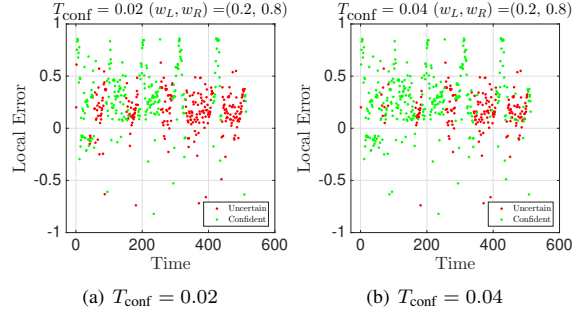 T_conf = 0.02 (w_L, w_R) =(0.2, 0.8)
Local Error
1
0.5
0
-0.5
-1
Uncertain
Confident
0
200
400
600
Time
(a) T_conf = 0.02
T_conf = 0.04 (w_L, w_R) =(0.2, 0.8)
Local Error
1
0.5
0
-0.5
-1
Uncertain
Confident
0
200
400
600
Time
(b) T_conf = 0.04